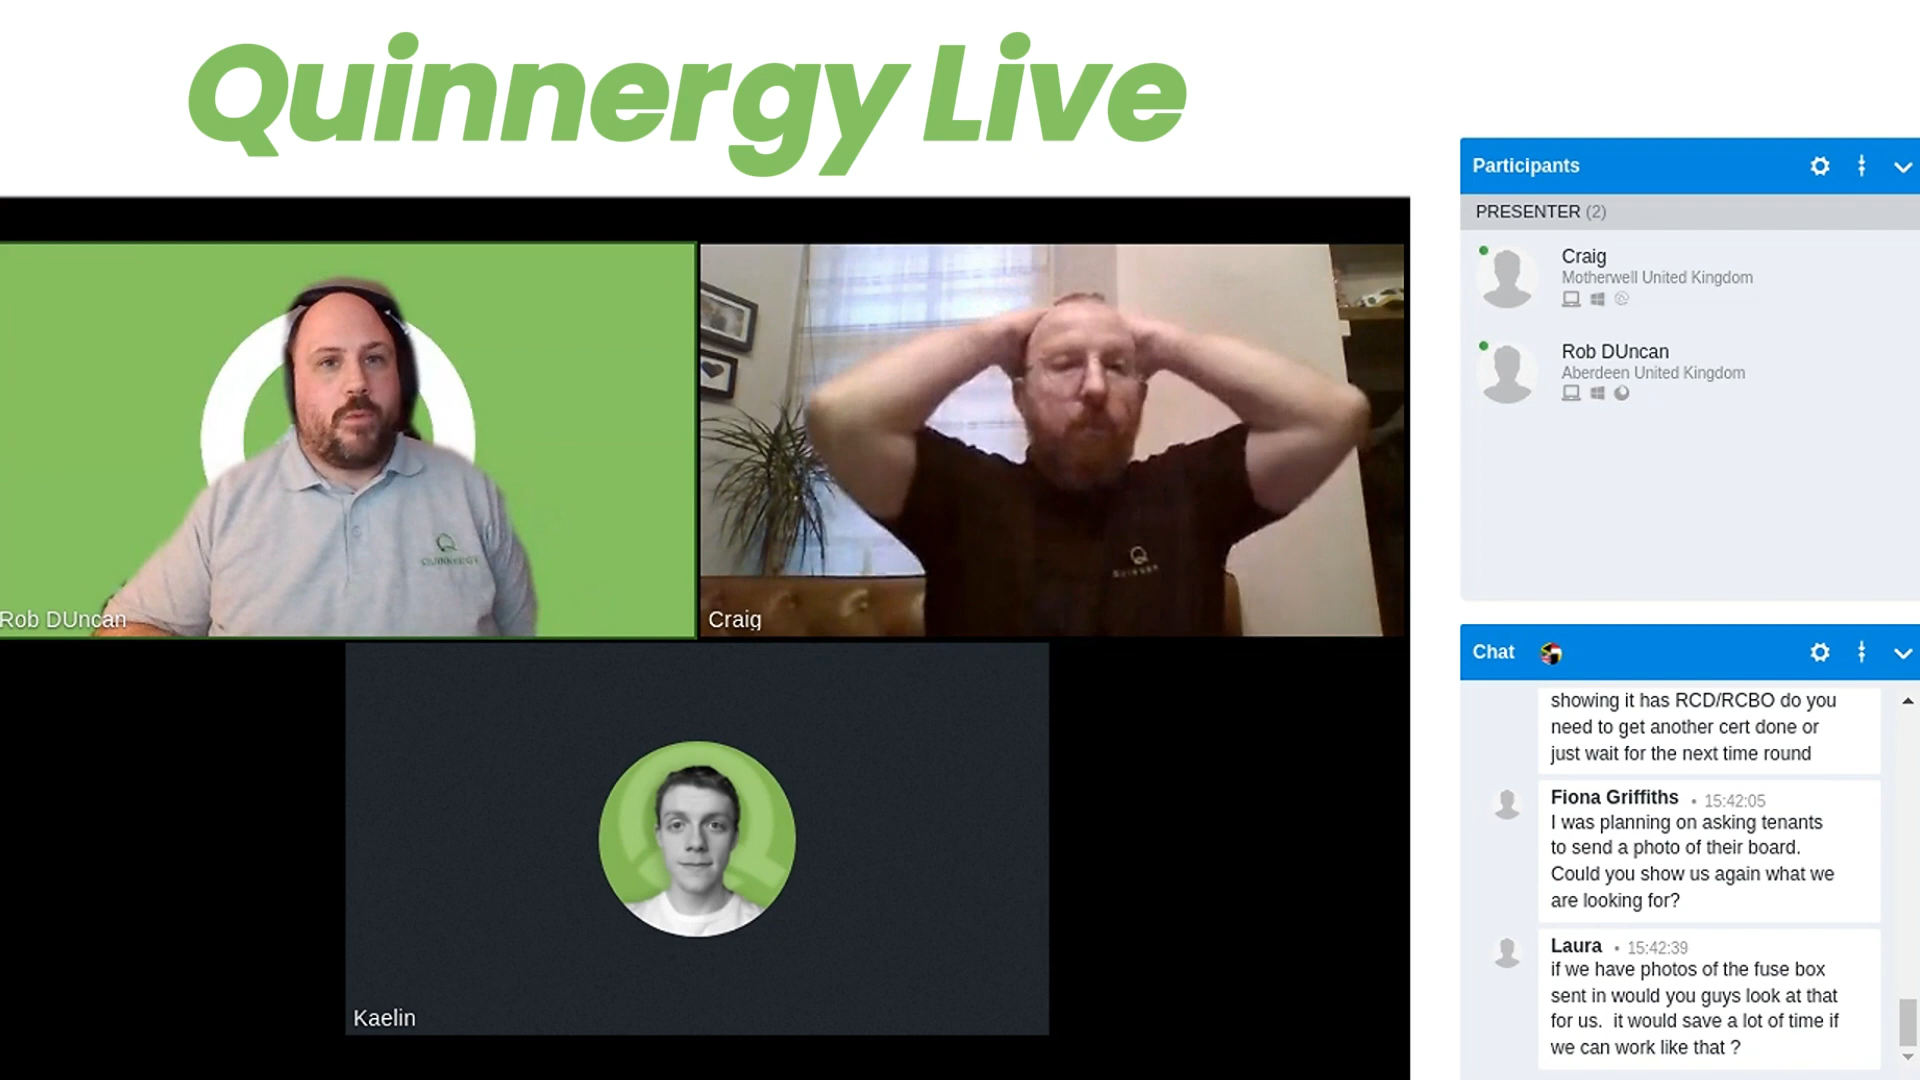 Quinnergy Live
Participants
PRESENTER (2)
Craig
Motherwell United Kingdom
Rob DUncan
Aberdeen United Kingdom
QUINNERGY
Rob DUncan
Craig
Kaelin
Chat
showing it has RCD/RCBO do you
need to get another cert done or
just wait for the next time round
Fiona Griffiths • 15:42:05
I was planning on asking tenants
to send a photo of their board.
Could you show us again what we
are looking for?
Laura • 15:42:39
if we have photos of the fuse box
sent in would you guys look at that
for us.  it would save a lot of time if
we can work like that ?